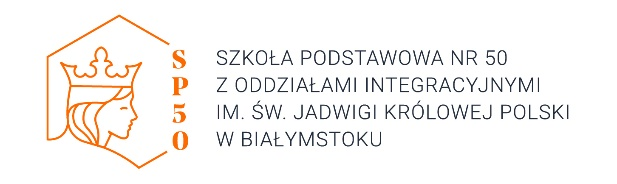 SP50
SZKOŁA PODSTAWOWA NR 50
Z ODDZIAŁAMI INTEGRACYJNYMI
IM. ŚW. JADWIGI KRÓLOWEJ POLSKI
W BIAŁYMSTOKU